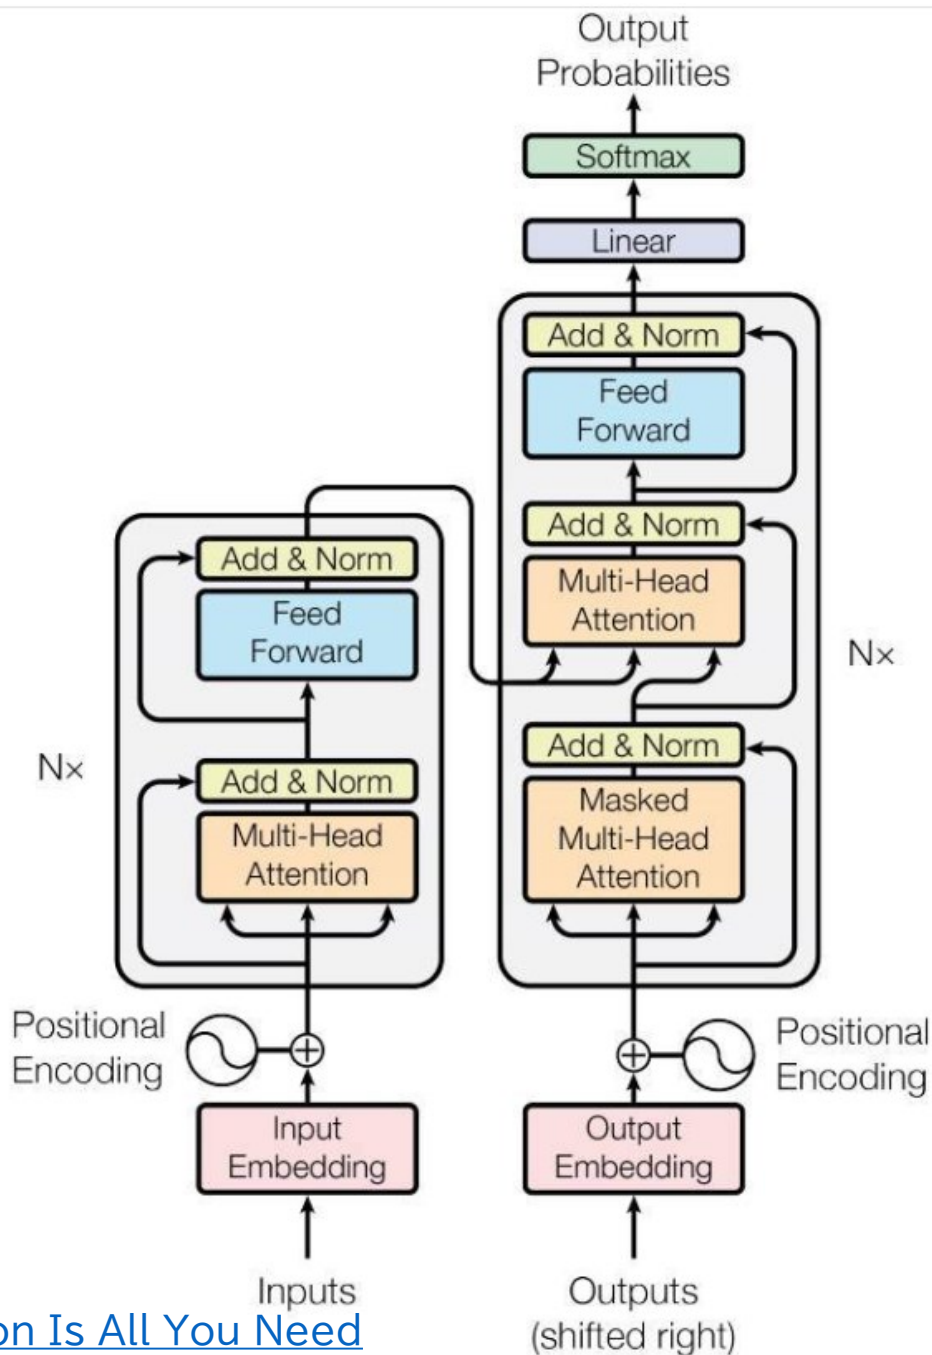 Output
Probabilities
Softmax
Linear
Add & Norm
Feed
Forward
Add & Norm
Multi-Head
Attention
Add & Norm
Masked
Multi-Head
Attention
Nx
Add & Norm
Feed
Forward
Add & Norm
Multi-Head
Attention
Nx
Positional
Encoding
Positional
Encoding
Input
Embedding
Output
Embedding
Inputs
Outputs
(shifted right)
on Is All You Need